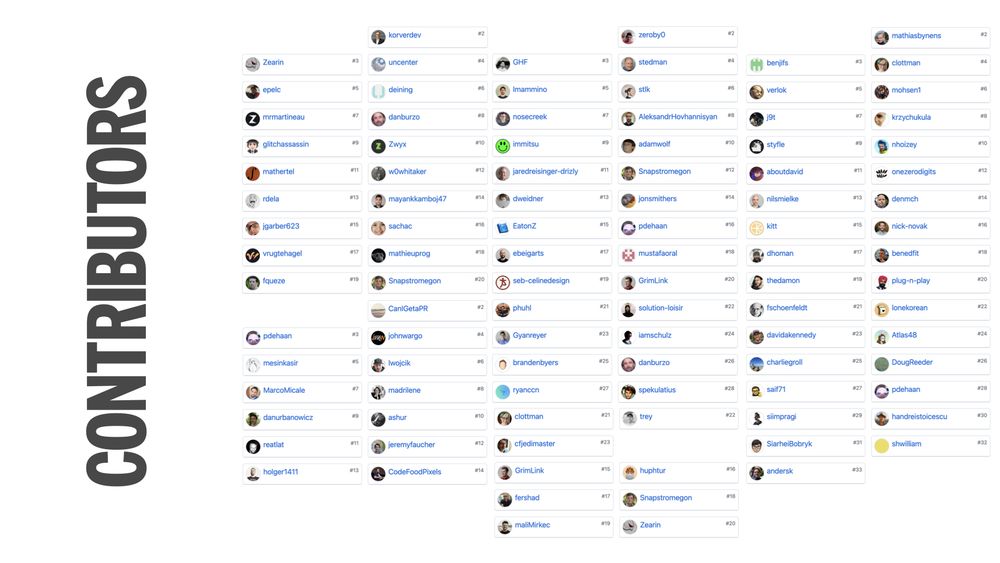 CONTRIBUTORS
korverdev #2
zeroby0 #2
mathiasbynens #2
Zearin #3
uncenter #4
GHF #3
stedman #4
benjifs #3
clottman #4
epelc #5
deining #6
lmammino #5
stlk #6
verlok #5
mohsen1 #6
mrmartineau #7
danburzo #8
nosecreek #7
AleksandrHovhannisyan #8
j9t #7
krzychukula #8
glitchassassin #9
Zwyx #10
immitsu #9
adamwolf #10
styfle #9
nhoizey #10
mathertel #11
w0whitaker #12
jaredreisinger-drizly #11
Snapstromegon #12
aboutdavid #11
onezerodigits #12
rdela #13
mayankkamboj47 #14
dweidner #13
jonsmithers #14
nilsmielke #13
denmch #14
jgarber623 #15
sachac #16
EatonZ #15
pdehaan #16
kitt #15
nick-novak #16
vrugtehagel #17
mathieuprog #18
ebeigarts #17
mustafaoral #18
dhoman #17
benedfit #18
fqueze #19
Snapstromegon #20
seb-celinedesign #19
GrimLink #20
thedamon #19
plug-n-play #20
CanIGetaPR #2
phuhl #21
solution-loisir #22
fschoenfeldt #21
lonekorean #22
pdehaan #3
johnwargo #4
Gyanreyer #23
iamschulz #24
davidakennedy #23
Atlas48 #24
mesinkasir #5
lwojcik #6
brandenbyers #25
danburzo #26
charliegroll #25
DougReeder #26
MarcoMicale #7
madrilene #8
ryanccn #27
spekulatius #28
saif71 #27
pdehaan #28
danurbanowicz #9
ashur #10
clottman #21
trey #22
siimpragi #29
handreistoicescu #30
reatlat #11
jeremyfaucher #12
cfjedimaster #23
SiarheiBobryk #31
shwilliam #32
holger1411 #13
CodeFoodPixels #14
GrimLink #15
huphtur #16
andersk #33
fershad #17
Snapstromegon #18
maliMirkec #19
Zearin #20